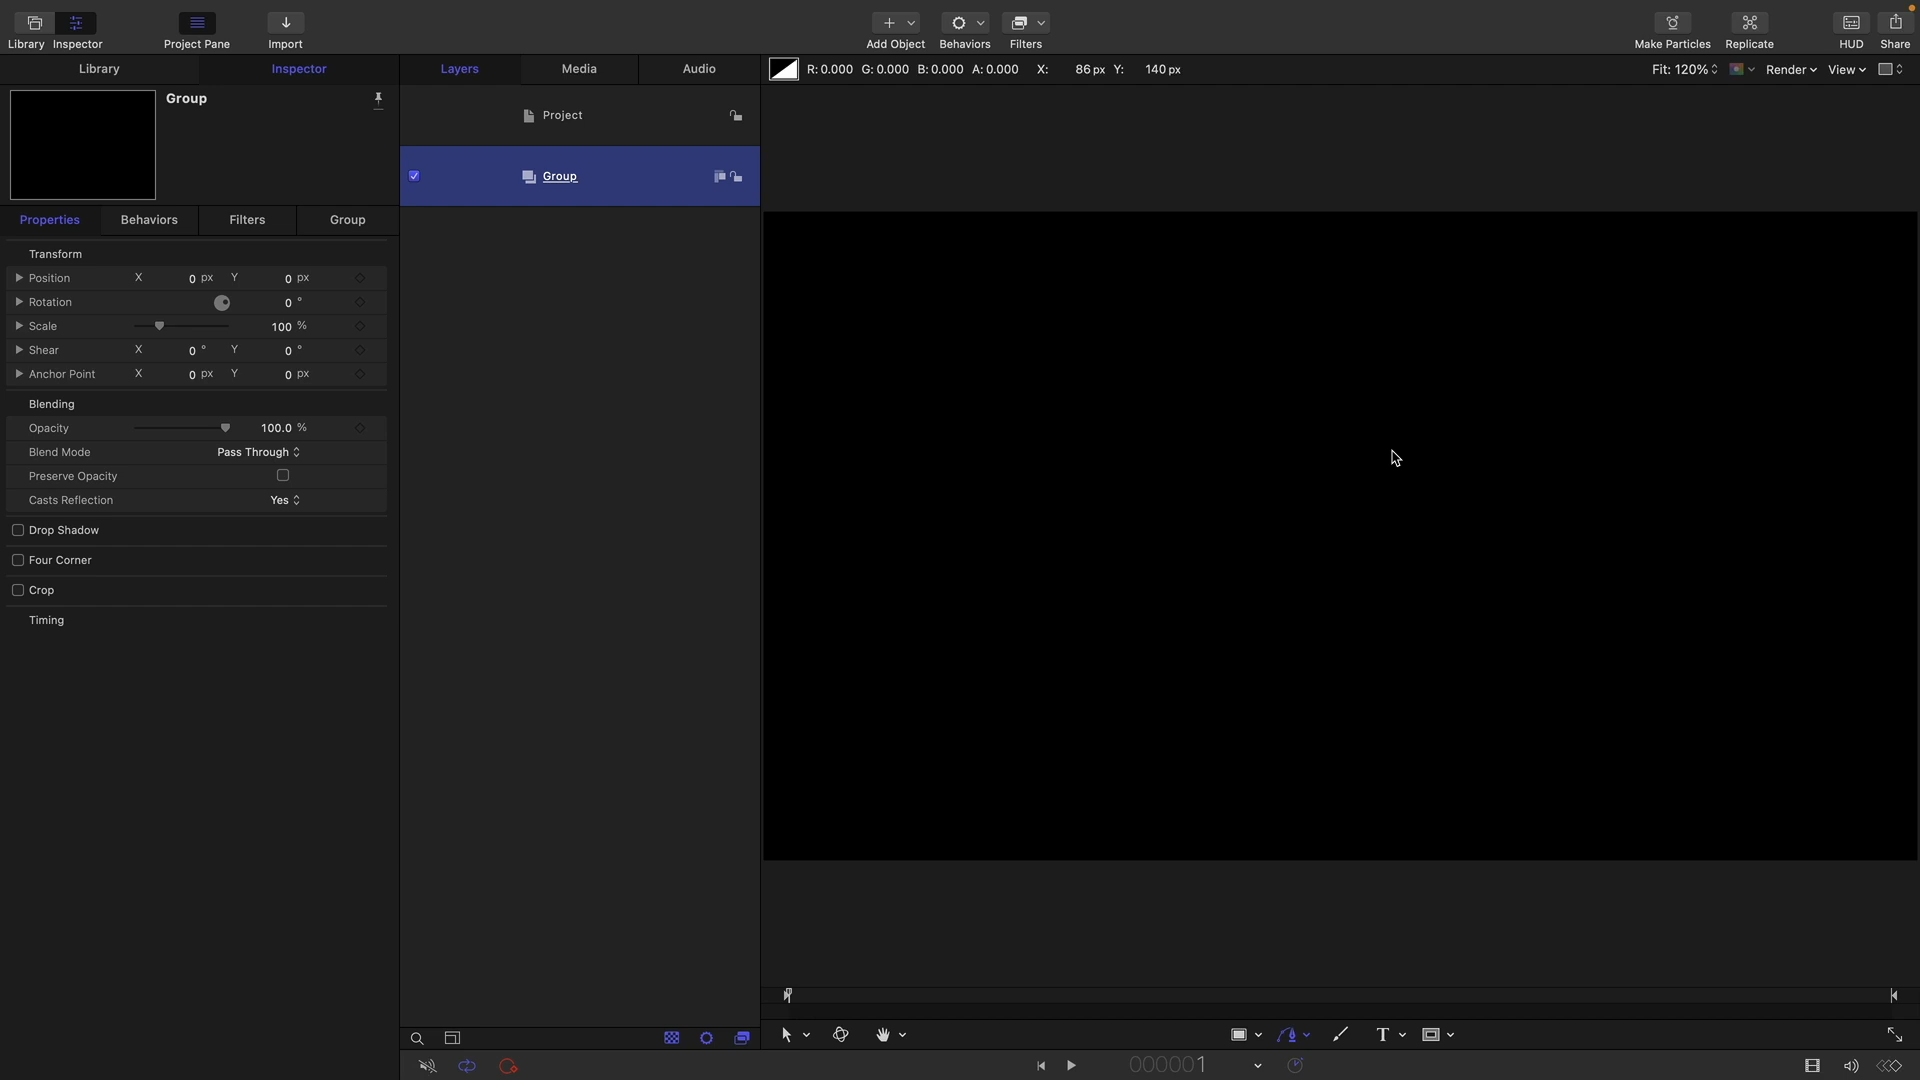 Library Inspector Project Pane Import Add Object Behaviors Filters Make Particles Replicate HUD Share
Library Inspector Layers Media Audio R: 0.000 G: 0.000 B: 0.000 A: 0.000 X: 86 px Y: 140 px Fit: 120% Render View
Group
Project
Group
Properties Behaviors Filters Group
Transform
Position X 0 px Y 0 px
Rotation 0 °
Scale 100 %
Shear X 0 ° Y 0 °
Anchor Point X 0 px Y 0 px
Blending
Opacity 100.0 %
Blend Mode Pass Through
Preserve Opacity
Casts Reflection Yes
Drop Shadow
Four Corner
Crop
Timing
T
000001